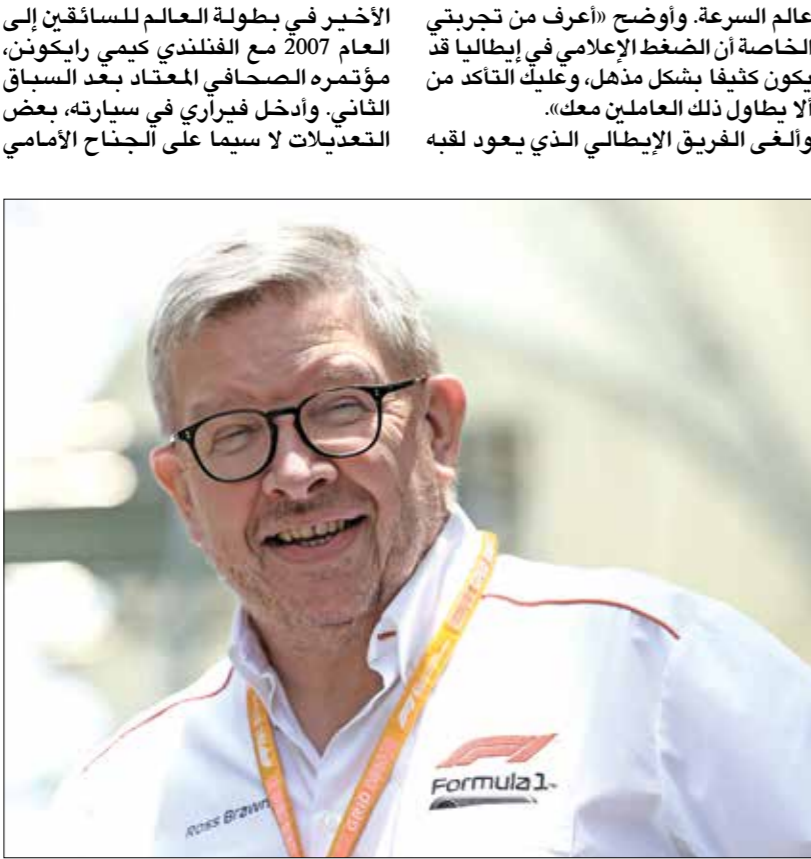 عالم السرعة. وأوضح «أعرف من تجربتي
الخاصة أن الضغط الإعلامي في إيطاليا قد
يكون كثيفا بشكل مذهل، وعليك التأكد من
ألا يطاول ذلك العاملين معك».
وألغى الفريق الإيطالي الذي يعود لقبه
الأخير في بطولة العالم للسائقين إلى
العام 2007 مع الفنلندي كيمي رايكونن،
مؤتمره الصحافي المعتاد بعد السباق
الثاني. وأدخل فيراري في سيارته، بعض
التعديلات لا سيما على الجناح الأمامي
F1
Formula 1
Ross Brawn